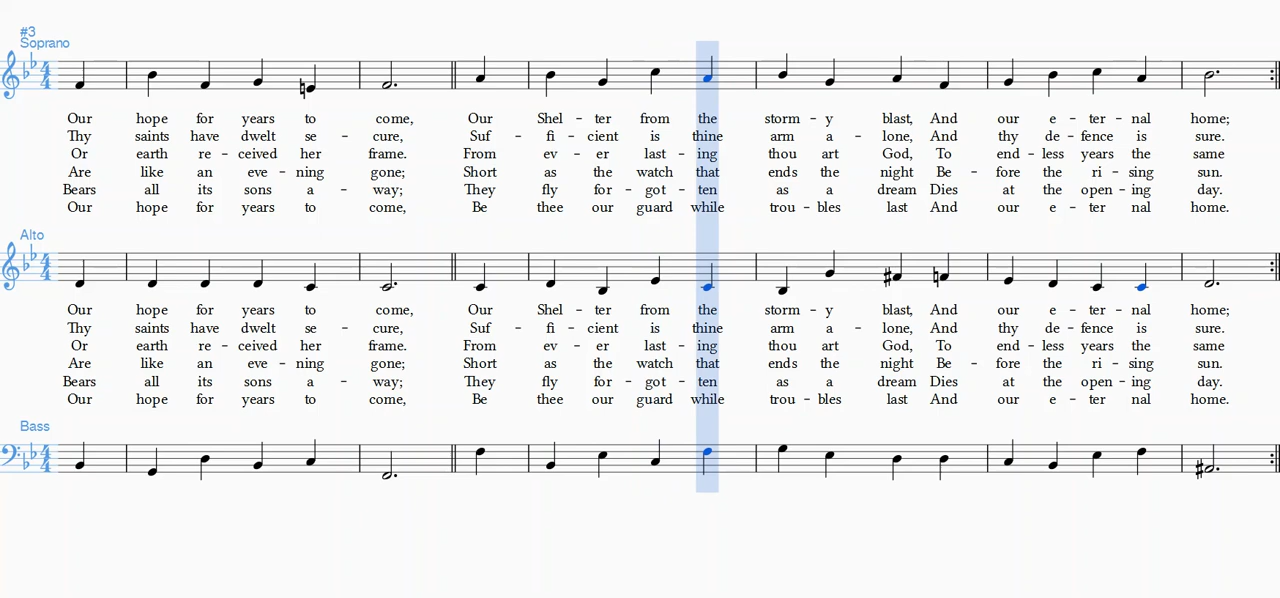 #3
Soprano
Our hope for years to come, Our Shel - ter from the storm - y blast, And our e - ter - nal home;
Thy saints have dwelt se - cure, Suf - fi - cient is thine arm a - lone, And thy de - fence is sure.
Or earth re - ceived her frame. From ev - er last - ing thou art God, To end - less years the same
Are like an eve - ning gone; Short as the watch that ends the night Be - fore the ri - sing sun.
Bears all its sons a - way; They fly for - got - ten as a dream Dies at the open - ing day.
Our hope for years to come, Be thee our guard while trou - bles last And our e - ter nal home.
Alto
Our hope for years to come, Our Shel - ter from the storm - y blast, And our e - ter - nal home;
Thy saints have dwelt se - cure, Suf - fi - cient is thine arm a - lone, And thy de - fence is sure.
Or earth re - ceived her frame. From ev - er last - ing thou art God, To end - less years the same
Are like an eve - ning gone; Short as the watch that ends the night Be - fore the ri - sing sun.
Bears all its sons a - way; They fly for - got - ten as a dream Dies at the open - ing day.
Our hope for years to come, Be thee our guard while trou - bles last And our e - ter nal home.
Bass